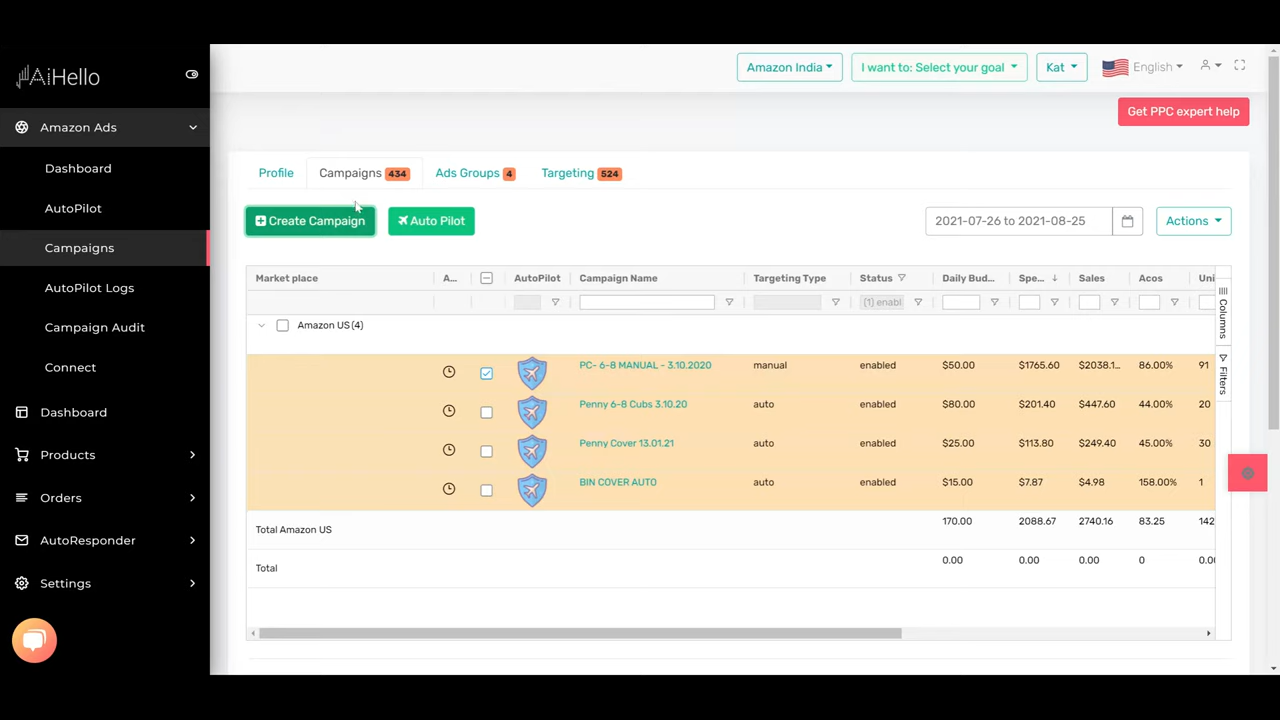 AiHello
Amazon India
I want to: Select your goal
Kat
English
Get PPC expert help
Amazon Ads
Dashboard
AutoPilot
Campaigns
AutoPilot Logs
Campaign Audit
Connect
Dashboard
Products
Orders
AutoResponder
Settings
Profile
Campaigns 434
Ads Groups 4
Targeting 524
Create Campaign
Auto Pilot
2021-07-26 to 2021-08-25
Actions
Market place A... AutoPilot Campaign Name Targeting Type Status Daily Bud... Spe... Sales Acos Uni
(1) enabl
Amazon US (4)
PC- 6-8 MANUAL - 3.10.2020 manual enabled $50.00 $1765.60 $2038.1... 86.00% 91
Penny 6-8 Cubs 3.10.20 auto enabled $80.00 $201.40 $447.60 44.00% 20
Penny Cover 13.01.21 auto enabled $25.00 $113.80 $249.40 45.00% 30
BIN COVER AUTO auto enabled $15.00 $7.87 $4.98 158.00% 1
Total Amazon US 170.00 2088.67 2740.16 83.25 142
Total 0.00 0.00 0.00 0 0.00
Columns
Filters